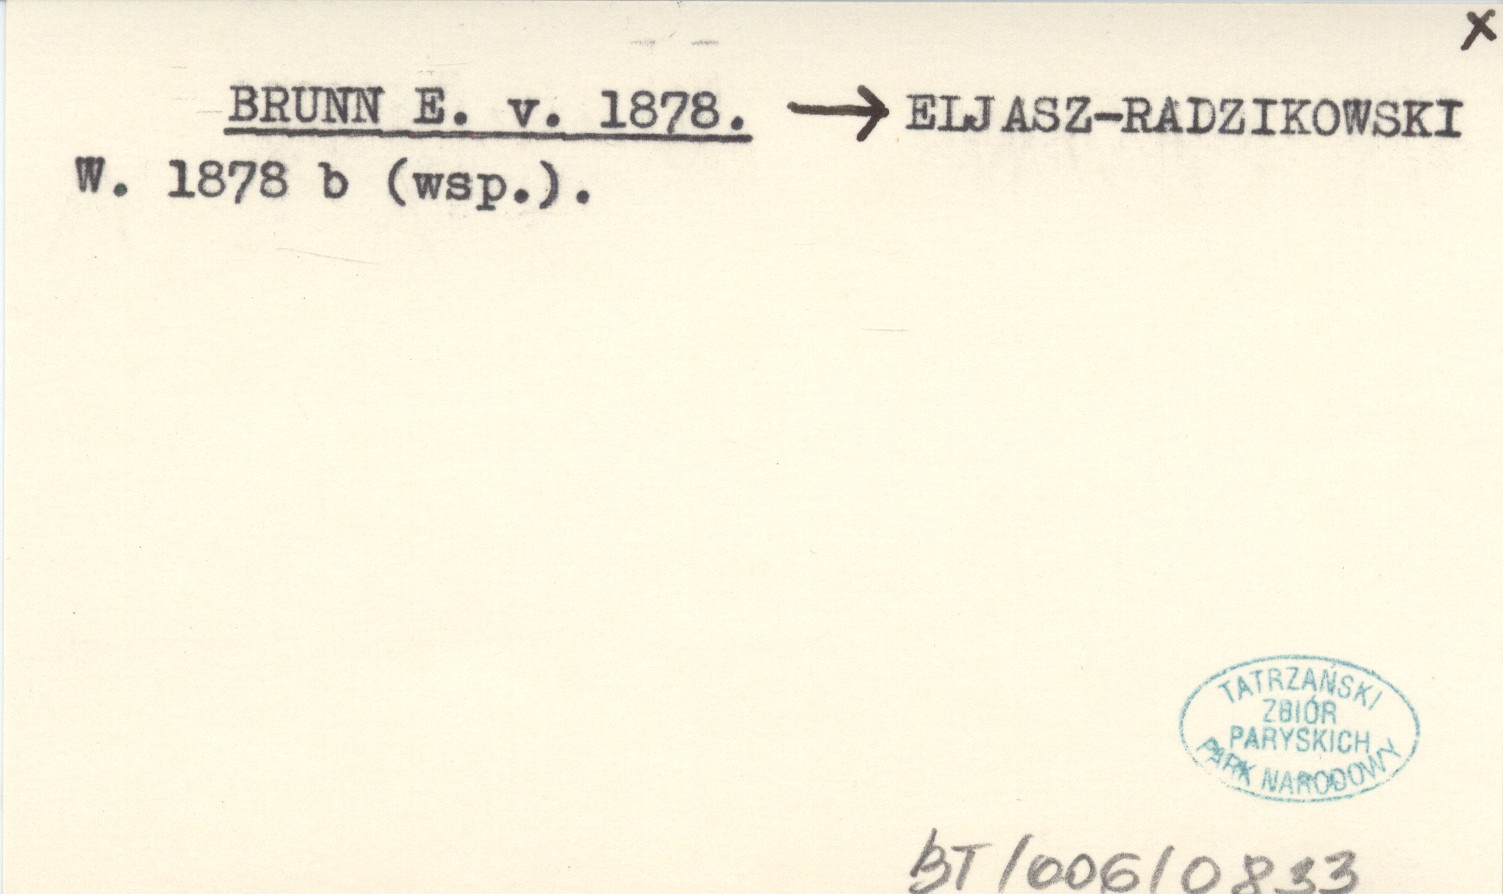 x
BRUNN E. v. 1878. → ELJASZ-RADZIKOWSKI
W. 1878 b (wsp.).
TATRZAŃSKI
ZBIÓR
PARYSKICH
PARK NARODOWY
BT/006/0833